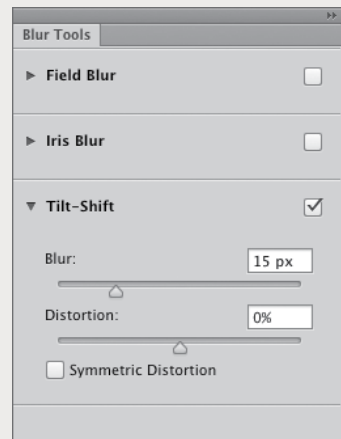 Blur Tools
Field Blur
Iris Blur
Tilt-Shift
Blur:
15 px
Distortion:
0%
Symmetric Distortion